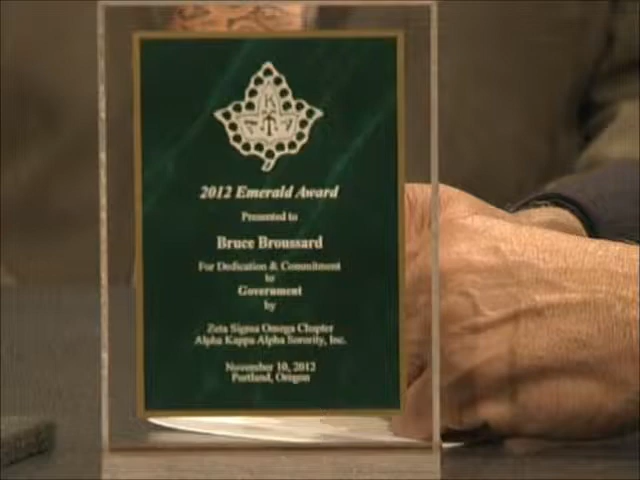 AKA
2012 Emerald Award
Presented to
Bruce Broussard
For Dedication & Commitment
to
Government
by
Zeta Sigma Omega Chapter
Alpha Kappa Alpha Sorority, Inc.
November 10, 2012
Portland, Oregon